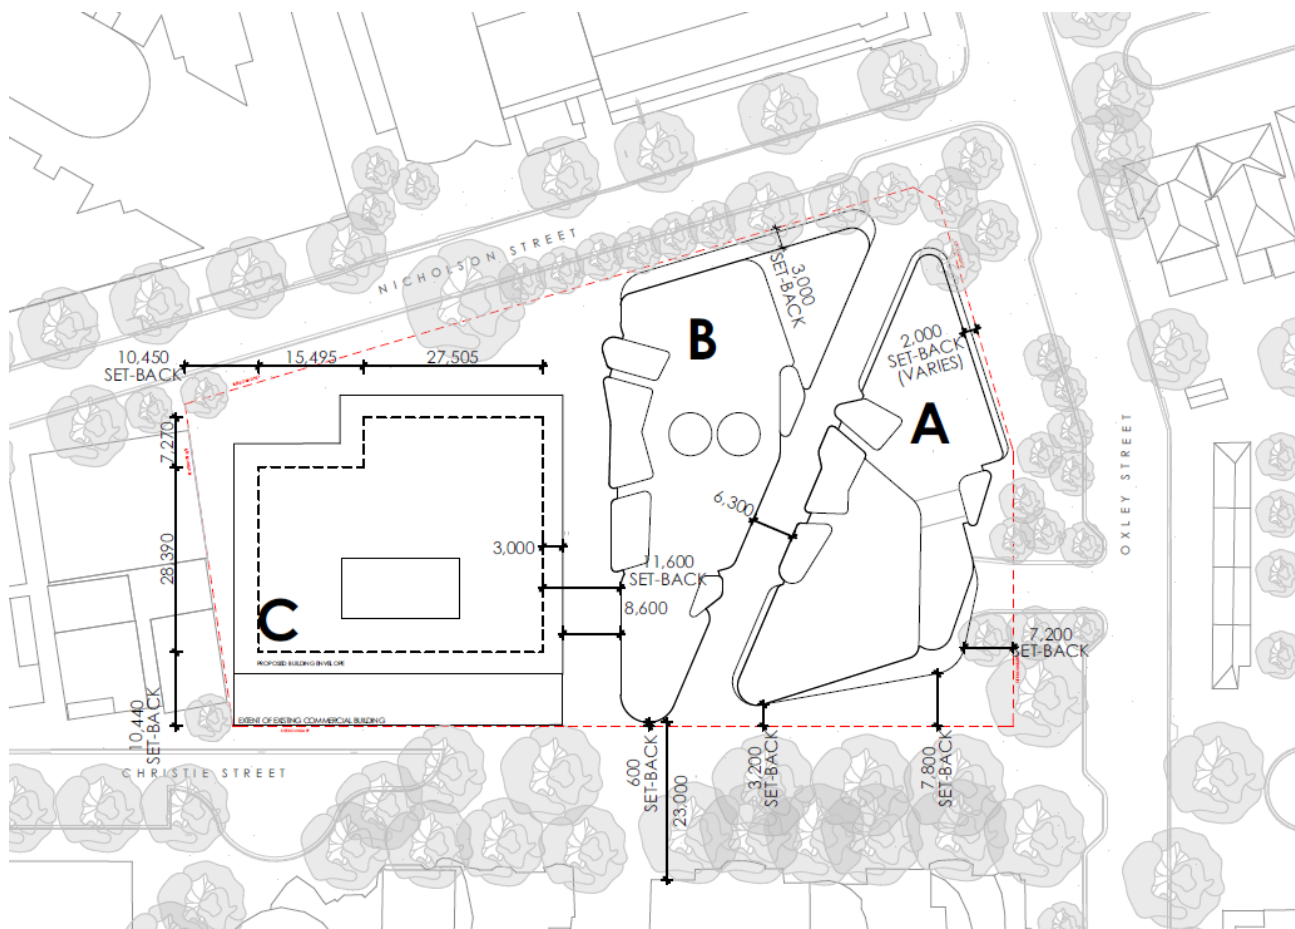 NICHOLSON STREET
3,000
SET-BACK
B
2,000
SET-BACK
(VARIES)
A
10,450
SET-BACK
15,495
27,505
7,270
28,390
10,440
SET-BACK
3,000
11,600
SET-BACK
8,600
6,300
C
PROPOSED BUILDING ENVELOPE
EXTENT OF EXISTING COMMERCIAL BUILDING
7,200
SET-BACK
OXLEY STREET
CHRISTIE STREET
600
SET-BACK
23,000
3,200
SET-BACK
7,800
SET-BACK